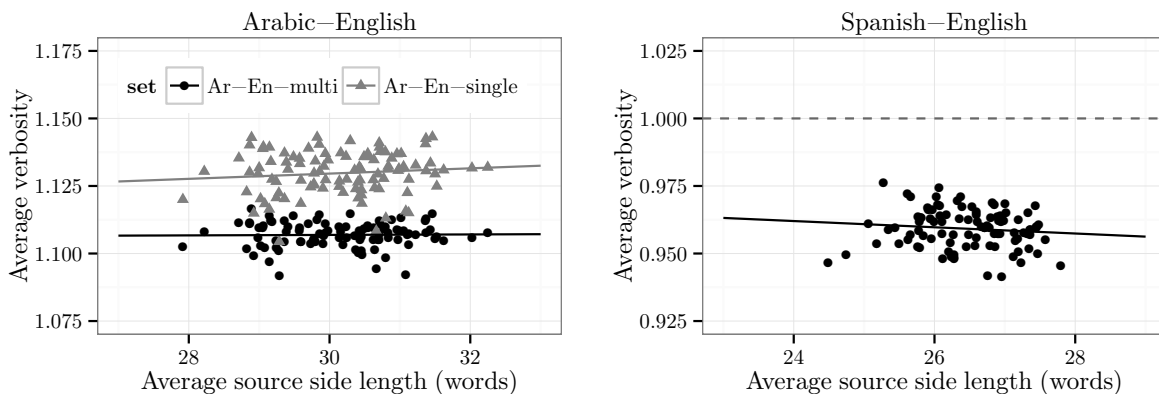 Arabic−English
Average verbosity
1.175
1.150
1.125
1.100
1.075
set Ar−En−multi Ar−En−single
28 30 32
Average source side length (words)
Spanish−English
Average verbosity
1.025
1.000
0.975
0.950
0.925
24 26 28
Average source side length (words)